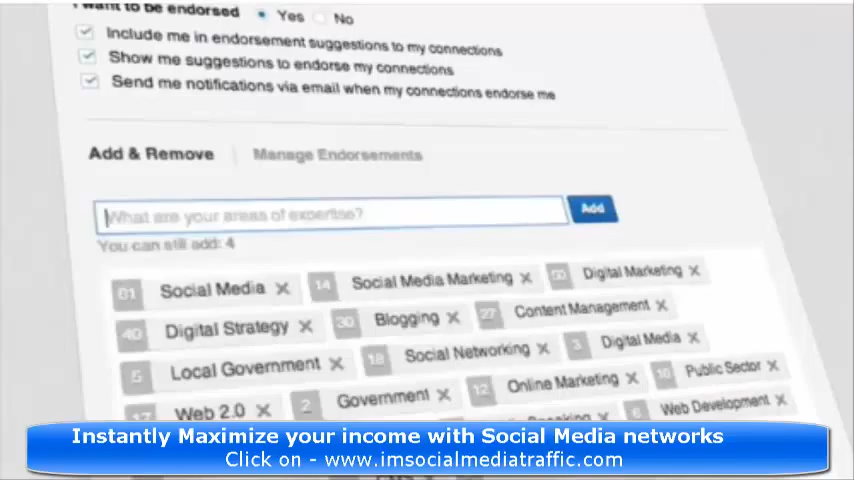 I want to be endorsed Yes No
Include me in endorsement suggestions to my connections
Show me suggestions to endorse my connections
Send me notifications via email when my connections endorse me
Add & Remove Manage Endorsements
What are your areas of expertise? Add
You can still add: 4
61 Social Media × 14 Social Media Marketing × 50 Digital Marketing ×
40 Digital Strategy × 30 Blogging × 27 Content Management ×
5 Local Government × 18 Social Networking × 3 Digital Media ×
17 Web 2.0 × 2 Government × 12 Online Marketing × 16 Public Sector ×
6 Web Development ×
Instantly Maximize your income with Social Media networks
Click on - www.imsocialmediatraffic.com